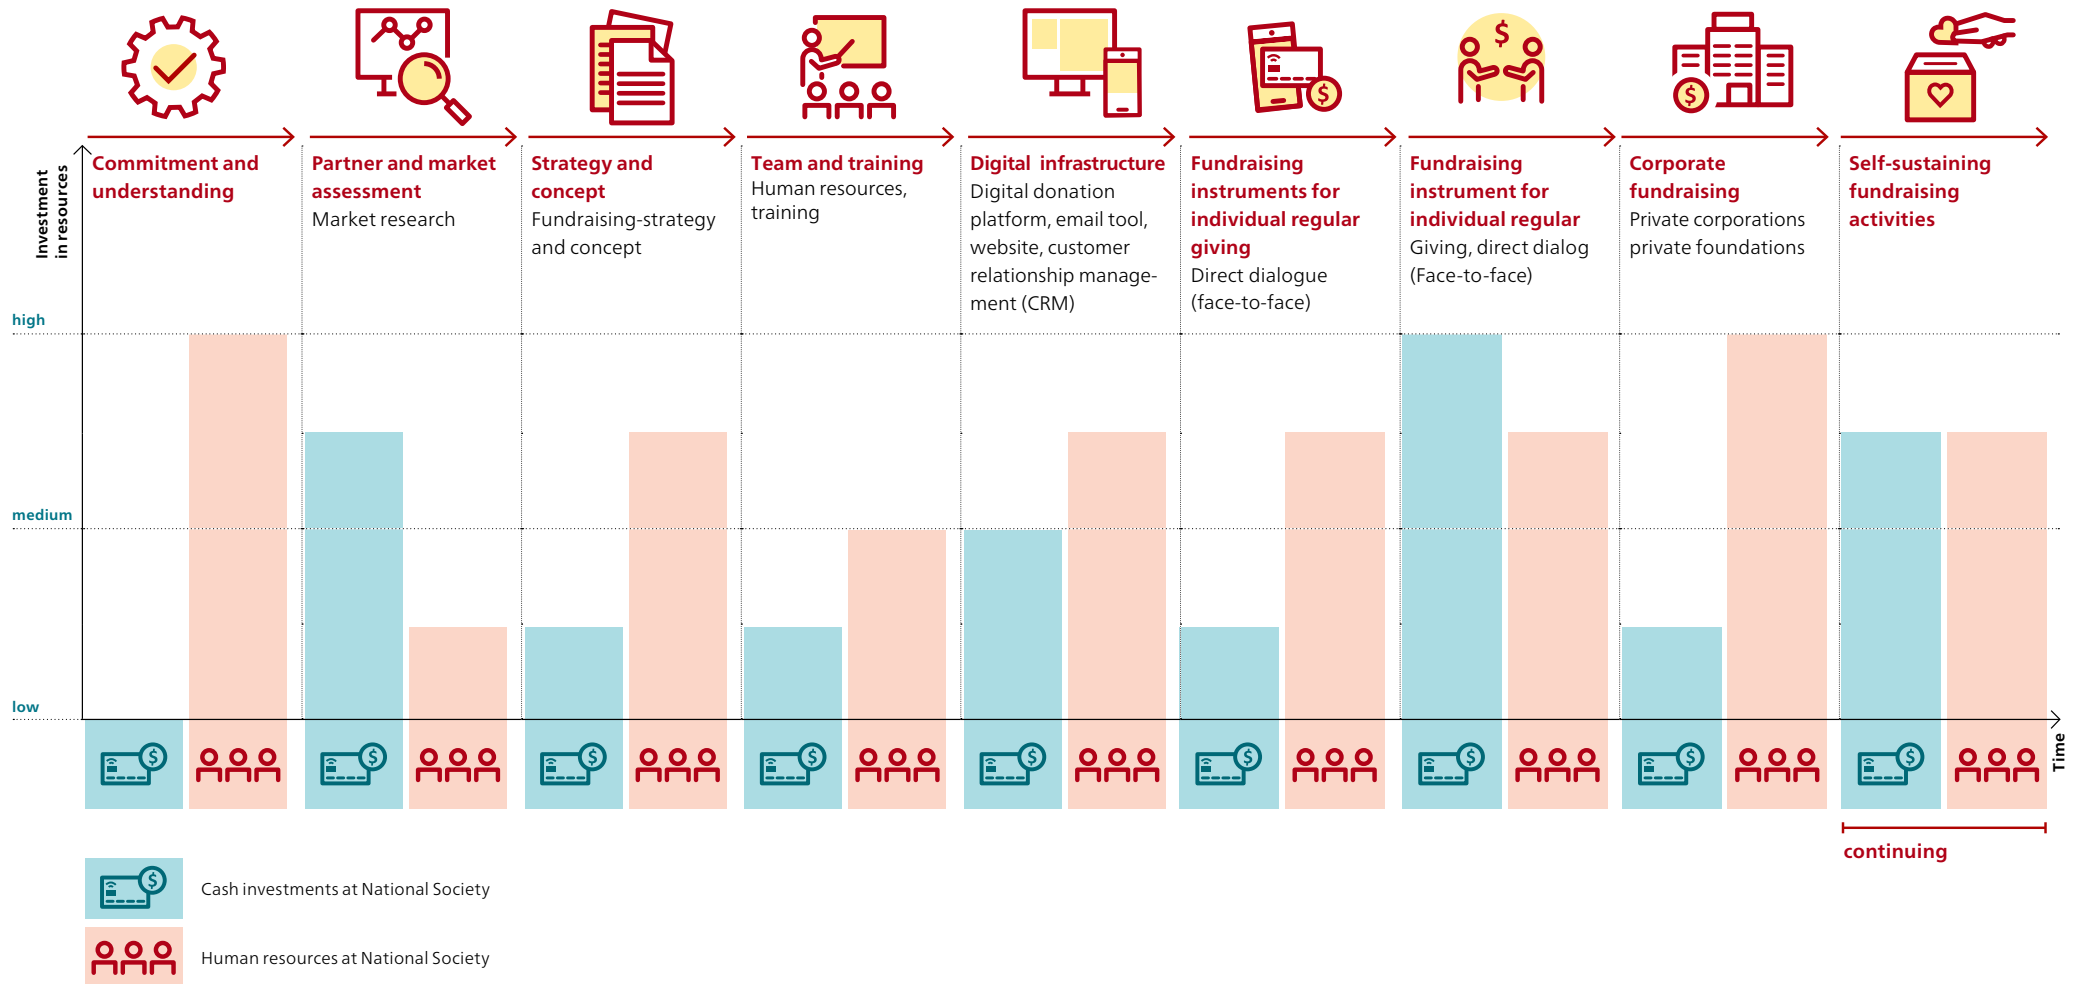 Commitment and
understanding
Partner and market
assessment
Market research
Strategy and
concept
Fundraising-strategy
and concept
Team and training
Human resources,
training
Digital infrastructure
Digital donation
platform, email tool,
website, customer
relationship manage-
ment (CRM)
Fundraising
instruments for
individual regular
giving
Direct dialogue
(face-to-face)
Fundraising
instrument for
individual regular
Giving, direct dialog
(Face-to-face)
Corporate
fundraising
Private corporations
private foundations
Self-sustaining
fundraising
activities
Investment
in resources
high
medium
low
Time
continuing
Cash investments at National Society
Human resources at National Society